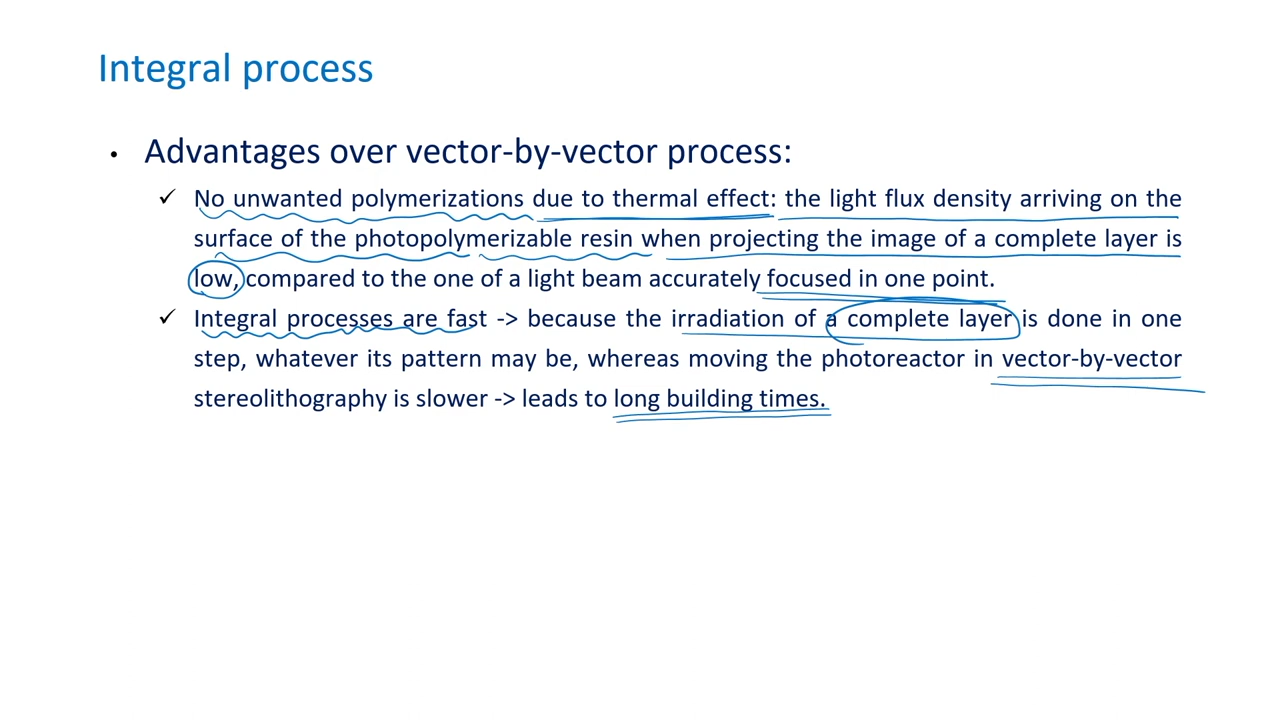 Integral process
• Advantages over vector-by-vector process:
✓ No unwanted polymerizations due to thermal effect: the light flux density arriving on the
surface of the photopolymerizable resin when projecting the image of a complete layer is
low, compared to the one of a light beam accurately focused in one point.
✓ Integral processes are fast -> because the irradiation of a complete layer is done in one
step, whatever its pattern may be, whereas moving the photoreactor in vector-by-vector
stereolithography is slower -> leads to long building times.